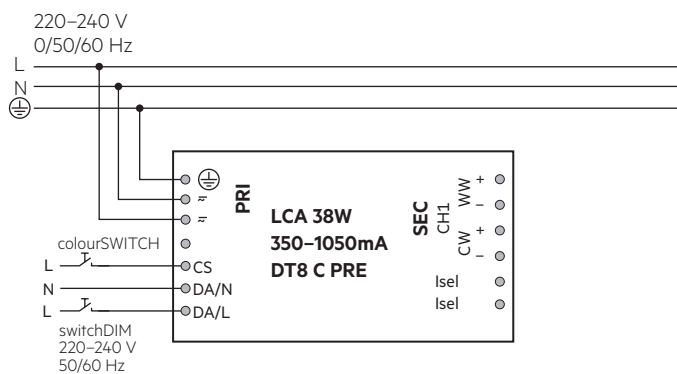 220–240 V
0/50/60 Hz
L
N
PRI
LCA 38W
350–1050mA
DT8 C PRE
SEC
CH1
WW
+
–
CW
+
–
Isel
Isel
colourSWITCH
L
CS
N
DA/N
L
DA/L
switchDIM
220–240 V
50/60 Hz